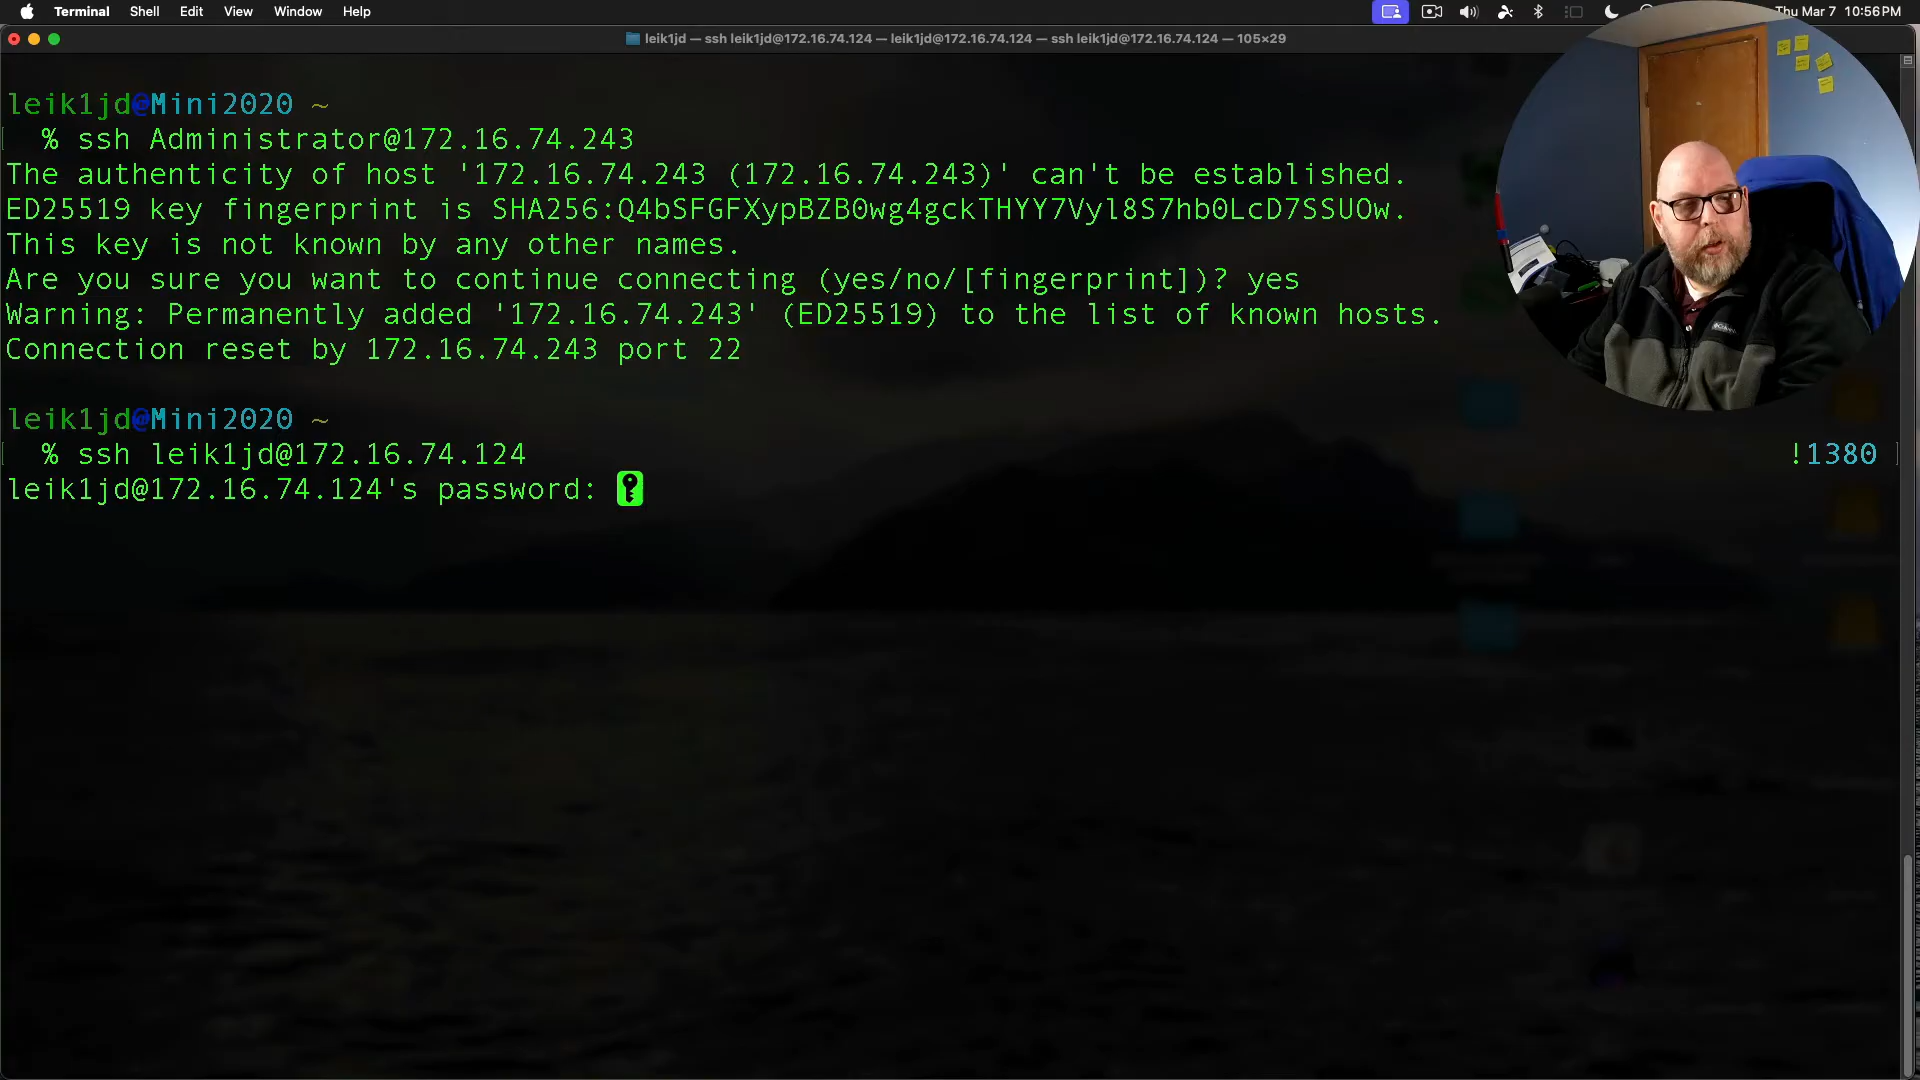 Terminal Shell Edit View Window Help Thu Mar 7 10:56 PM
leik1jd — ssh leik1jd@172.16.74.124 — leik1jd@172.16.74.124 — ssh leik1jd@172.16.74.124 — 105×29
leik1jd@Mini2020 ~
% ssh Administrator@172.16.74.243
The authenticity of host '172.16.74.243 (172.16.74.243)' can't be established.
ED25519 key fingerprint is SHA256:Q4bSFGFXypBZB0wg4gckTHYY7Vyl8S7hb0LcD7SSUOw.
This key is not known by any other names.
Are you sure you want to continue connecting (yes/no/[fingerprint])? yes
Warning: Permanently added '172.16.74.243' (ED25519) to the list of known hosts.
Connection reset by 172.16.74.243 port 22
leik1jd@Mini2020 ~
% ssh leik1jd@172.16.74.124 !1380
leik1jd@172.16.74.124's password: